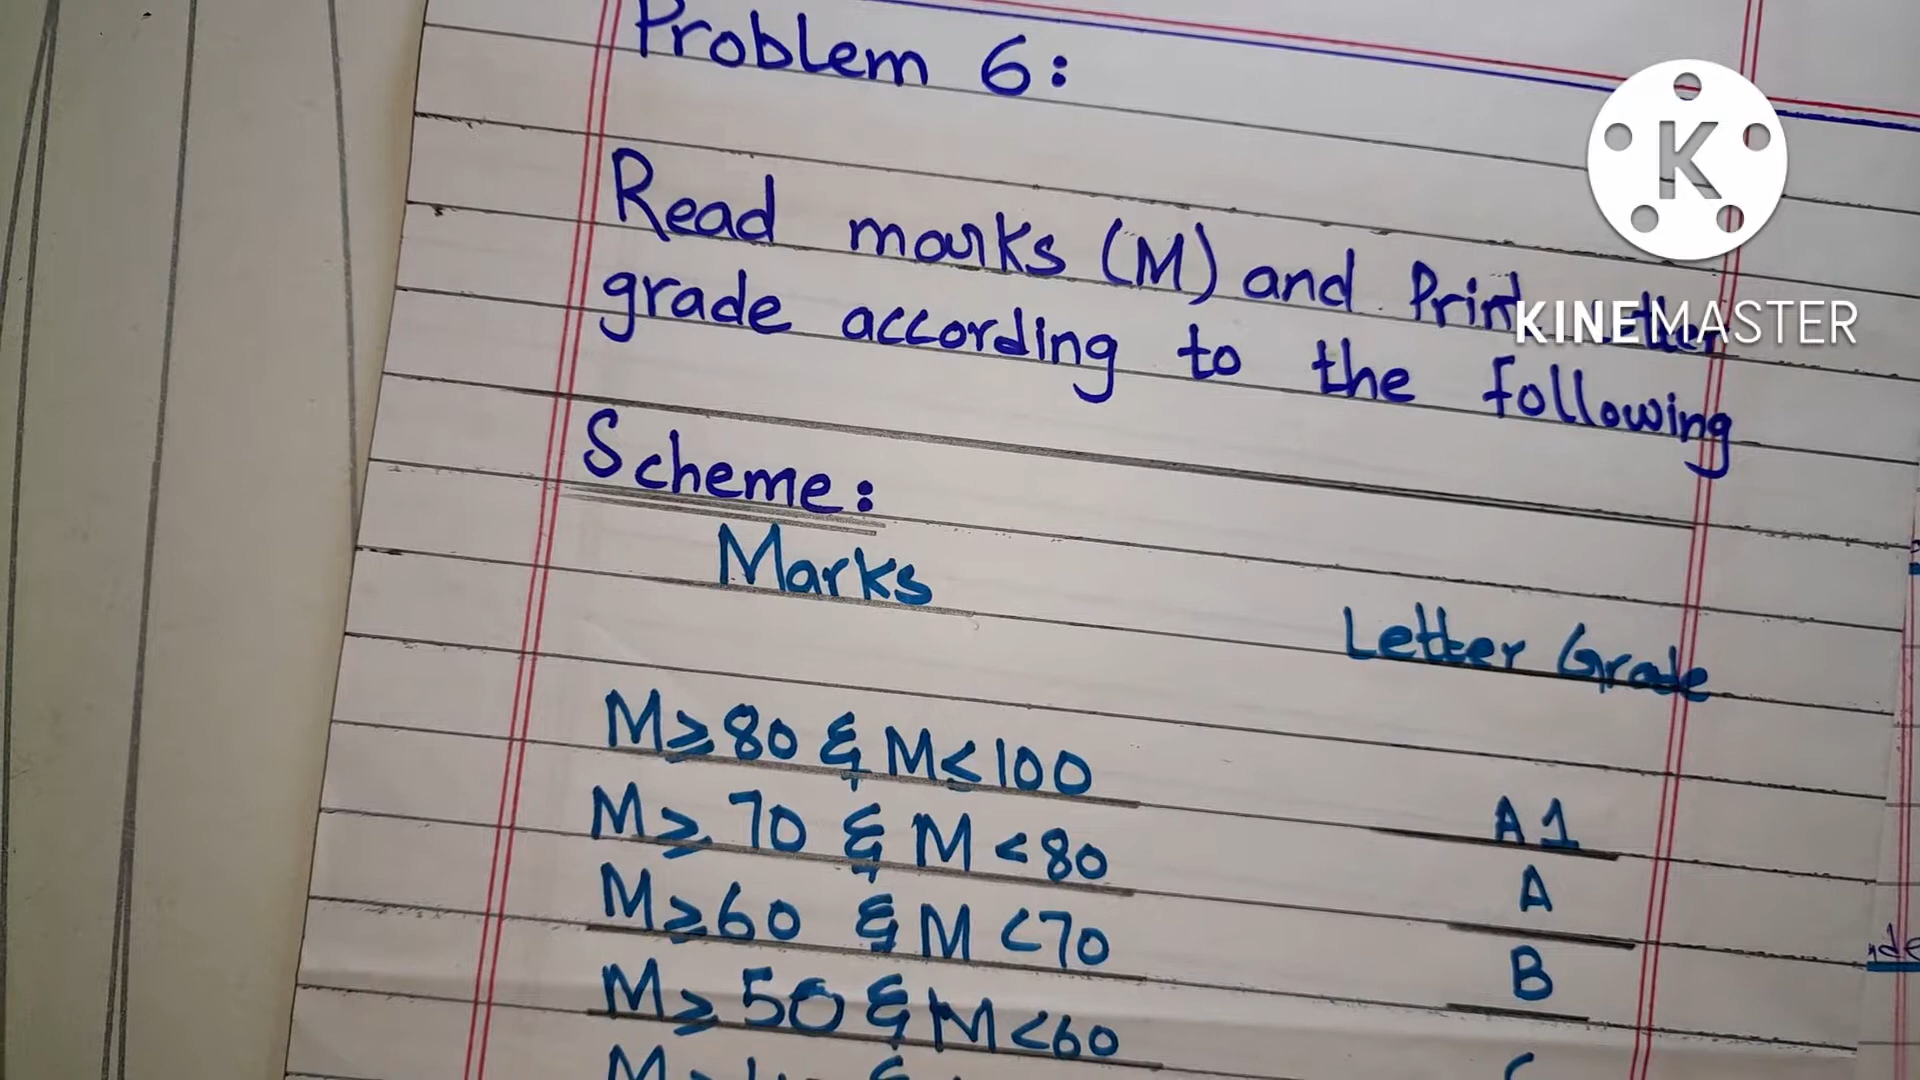 Problem 6:
Read marks (M) and Print
grade according to the following
Scheme:
Marks Letter Grade
M≥80 & M≤100 A1
M≥70 & M<80 A
M≥60 & M<70 B
M≥50 & M<60 C
K
KINEMASTER